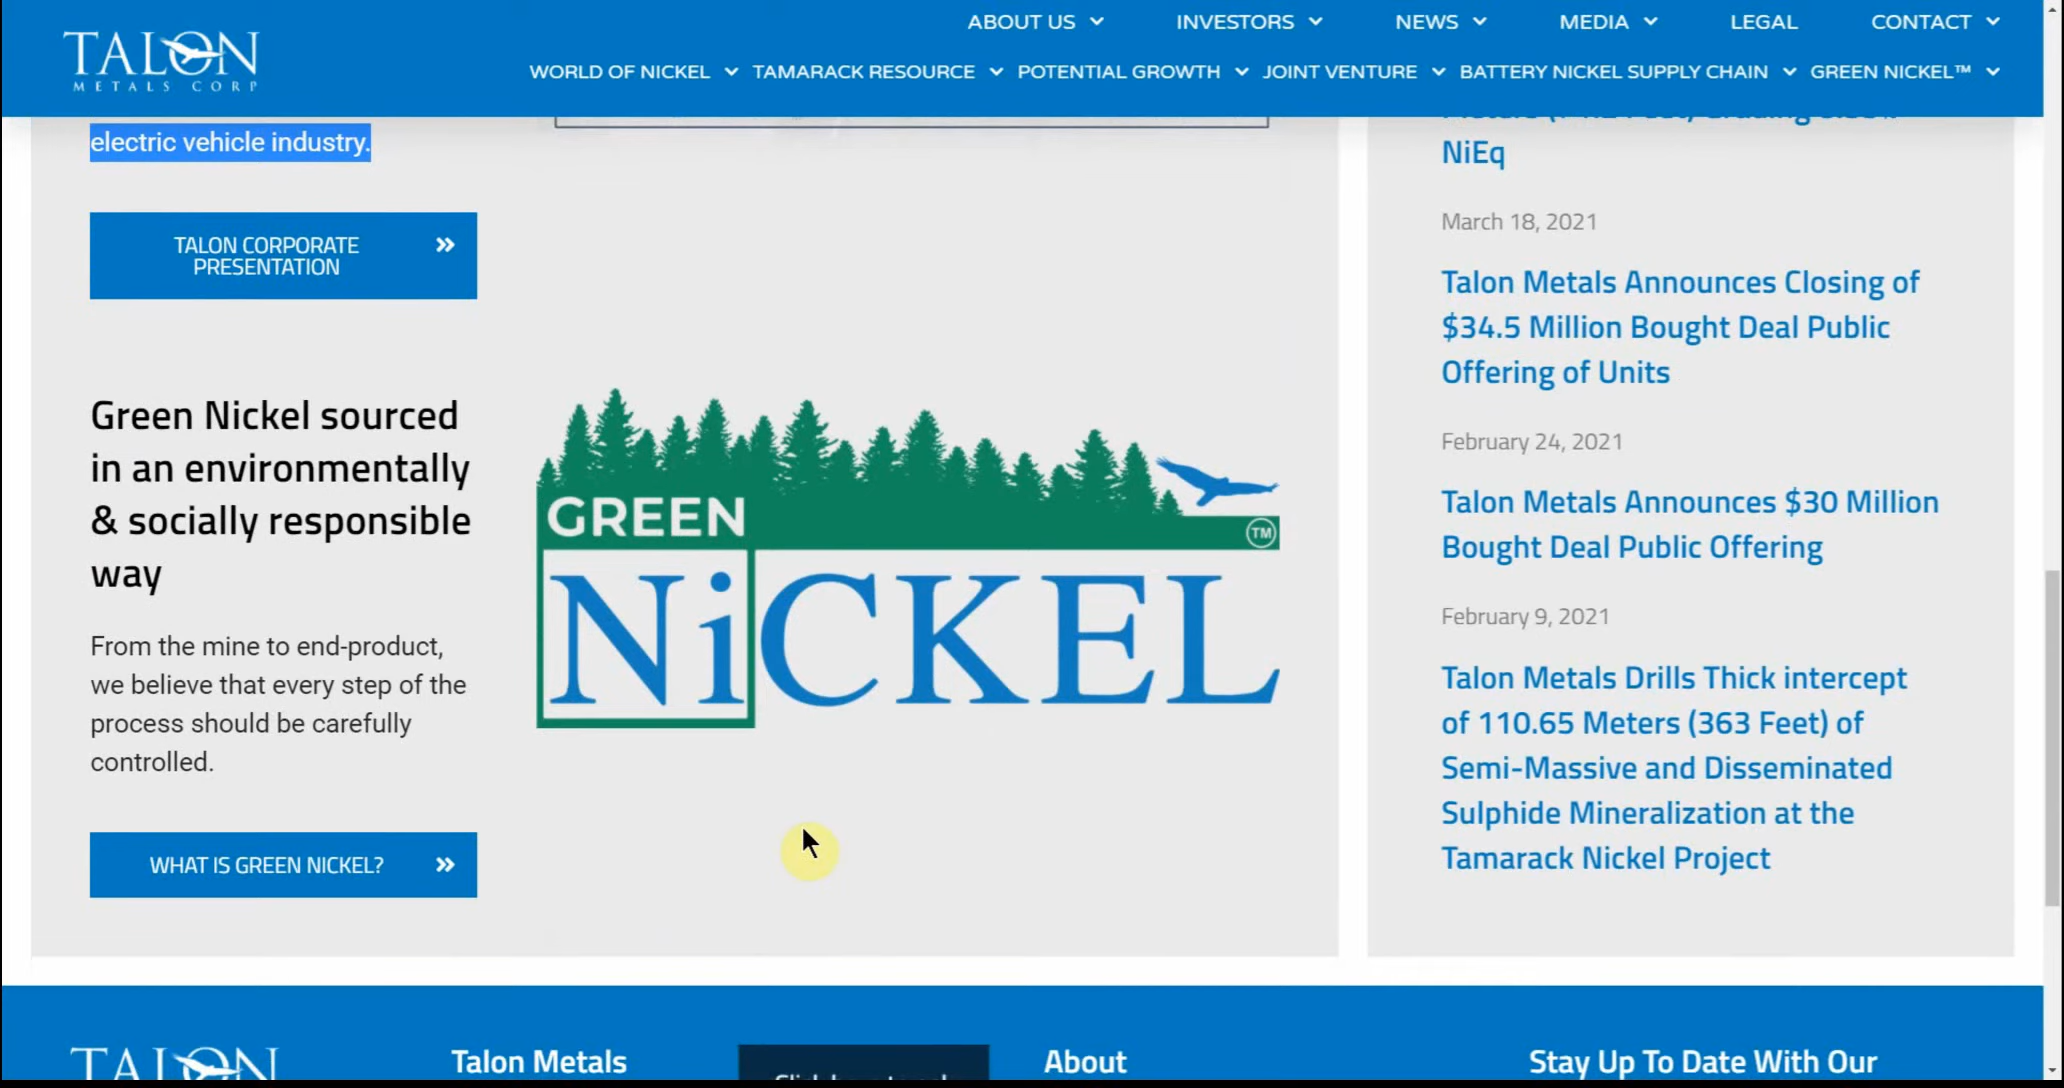 TALON
METALS CORP
ABOUT US
INVESTORS
NEWS
MEDIA
LEGAL
CONTACT
WORLD OF NICKEL
TAMARACK RESOURCE
POTENTIAL GROWTH
JOINT VENTURE
BATTERY NICKEL SUPPLY CHAIN
GREEN NICKEL™
electric vehicle industry.
TALON CORPORATE
PRESENTATION
Green Nickel sourced
in an environmentally
& socially responsible
way
From the mine to end-product,
we believe that every step of the
process should be carefully
controlled.
WHAT IS GREEN NICKEL?
GREEN
TM
NiCKEL
NiEq
March 18, 2021
Talon Metals Announces Closing of
$34.5 Million Bought Deal Public
Offering of Units
February 24, 2021
Talon Metals Announces $30 Million
Bought Deal Public Offering
February 9, 2021
Talon Metals Drills Thick intercept
of 110.65 Meters (363 Feet) of
Semi-Massive and Disseminated
Sulphide Mineralization at the
Tamarack Nickel Project
TALON
Talon Metals
About
Stay Up To Date With Our